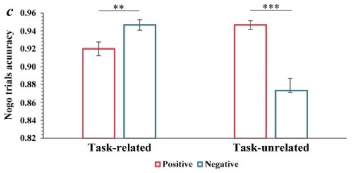 c
Nogo trials acuuracy
0.96
0.94
0.92
0.90
0.88
0.86
0.84
0.82
**
***
Task-related Task-unrelated
Positive Negative